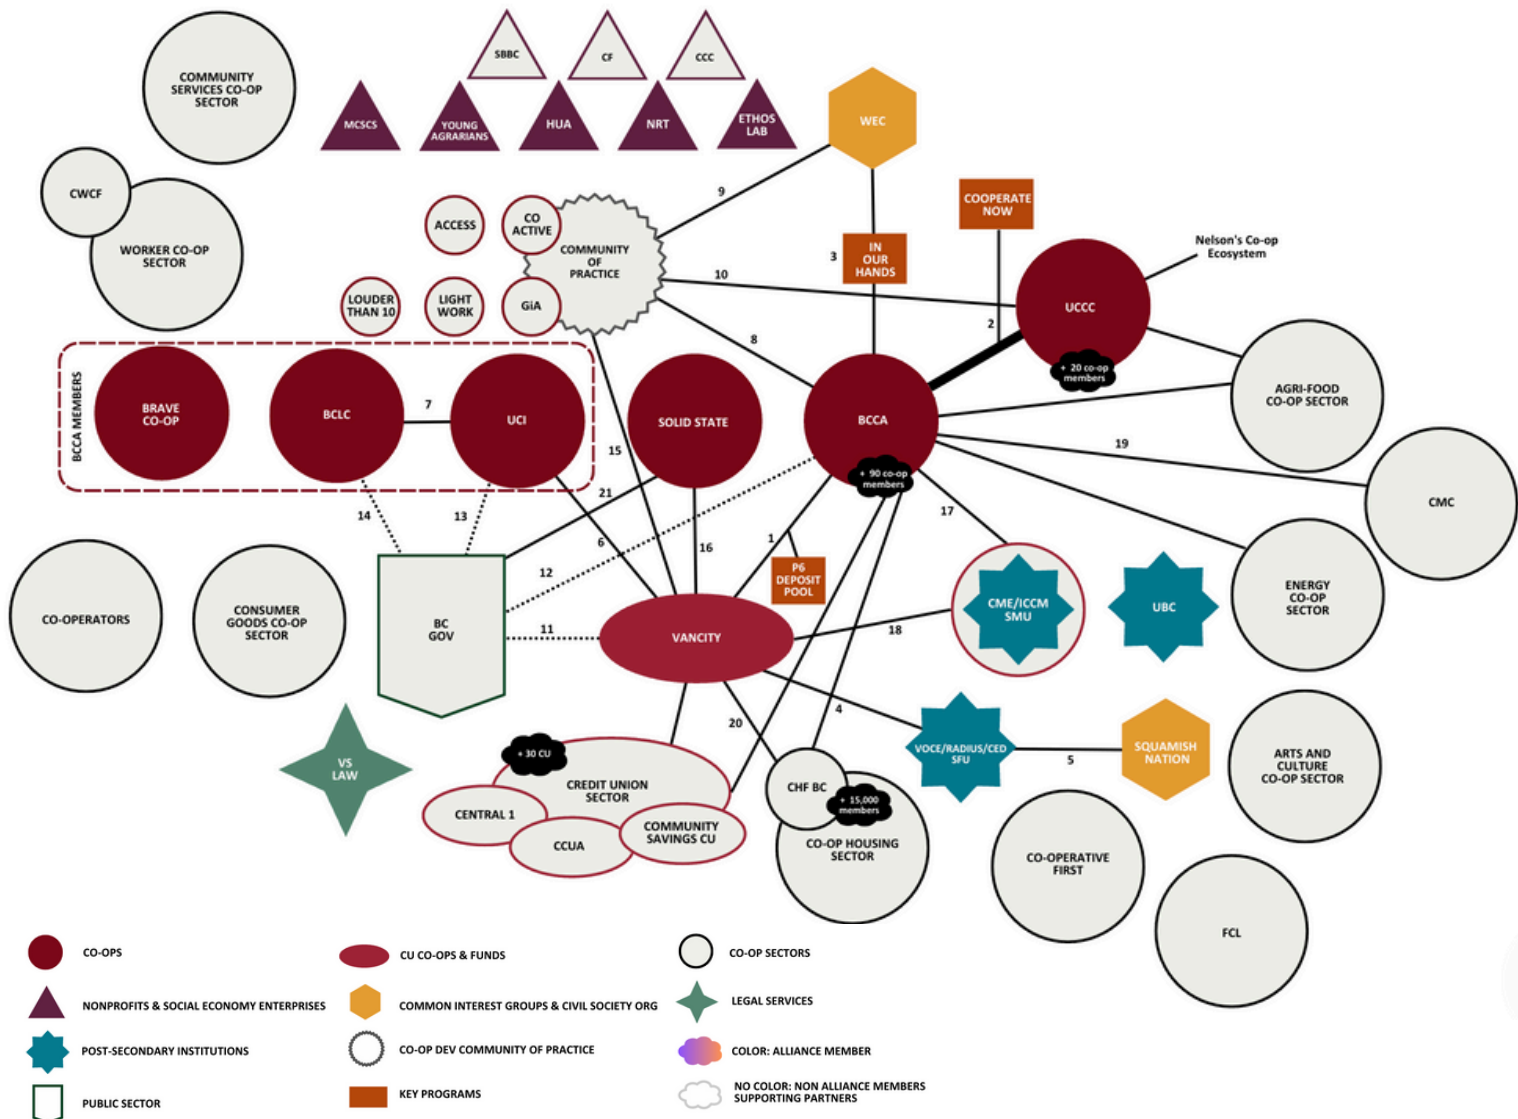 COMMUNITY
SERVICES CO-OP
SECTOR
SBBC
CF
CCC
MCSCS
YOUNG
AGRARIANS
HUA
NRT
ETHOS
LAB
WEC
CWCF
WORKER CO-OP
SECTOR
9
COOPERATE
NOW
ACCESS
CO
ACTIVE
COMMUNITY
OF
PRACTICE
IN
OUR
HANDS
3
Nelson's Co-op
Ecosystem
LOUDER
THAN 10
LIGHT
WORK
GiA
10
UCCC
2
8
+ 20 co-op
members
BCCA MEMBERS
BRAVE
CO-OP
BCLC
7
UCI
SOLID STATE
BCCA
AGRI-FOOD
CO-OP SECTOR
15
19
+ 90 co-op
members
21
14
13
17
CMC
6
16
1
12
P6
DEPOSIT
POOL
CME/ICCM
SMU
UBC
ENERGY
CO-OP
SECTOR
CO-OPERATORS
CONSUMER
GOODS CO-OP
SECTOR
BC
GOV
11
VANCITY
18
20
4
VS
LAW
+ 30 CU
CREDIT UNION
SECTOR
CENTRAL 1
CCUA
COMMUNITY
SAVINGS CU
CHF BC
+ 15,000
members
CO-OP HOUSING
SECTOR
VOCE/RADIUS/CED
SFU
5
SQUAMISH
NATION
ARTS AND
CULTURE
CO-OP SECTOR
CO-OPERATIVE
FIRST
FCL
CO-OPS
CU CO-OPS & FUNDS
CO-OP SECTORS
NONPROFITS & SOCIAL ECONOMY ENTERPRISES
COMMON INTEREST GROUPS & CIVIL SOCIETY ORG
LEGAL SERVICES
POST-SECONDARY INSTITUTIONS
CO-OP DEV COMMUNITY OF PRACTICE
COLOR: ALLIANCE MEMBER
PUBLIC SECTOR
KEY PROGRAMS
NO COLOR: NON ALLIANCE MEMBERS
SUPPORTING PARTNERS